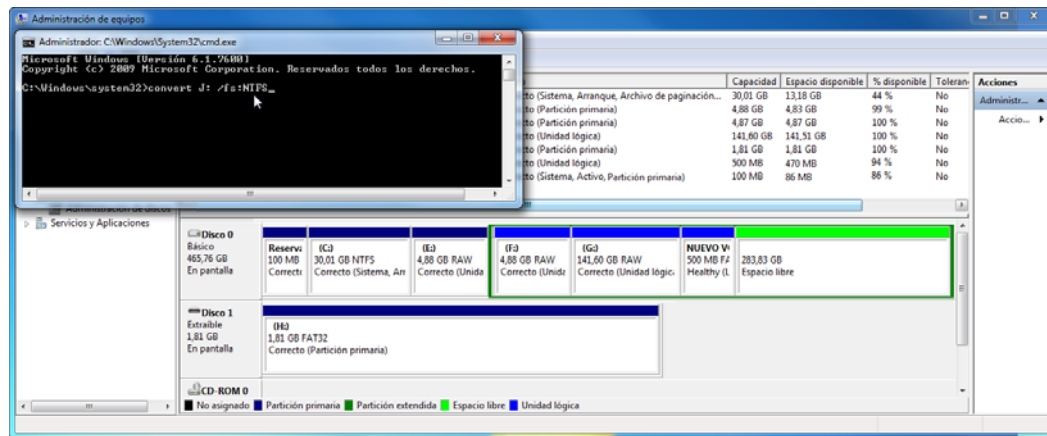 Administración de equipos
Administrador: C:\Windows\System32\cmd.exe
Microsoft Windows [Versión 6.1.7600]
Copyright (c) 2009 Microsoft Corporation. Reservados todos los derechos.
C:\Windows\system32>convert J: /fs:NTFS_
Capacidad Espacio disponible % disponible Toleran
to (Sistema, Arranque, Archivo de paginación... 30,01 GB 13,18 GB 44 % No
to (Partición primaria) 4,88 GB 4,83 GB 99 % No
to (Partición primaria) 4,87 GB 4,87 GB 100 % No
to (Unidad lógica) 141,60 GB 141,51 GB 100 % No
to (Partición primaria) 1,81 GB 1,81 GB 100 % No
to (Unidad lógica) 500 MB 470 MB 94 % No
to (Sistema, Activo, Partición primaria) 100 MB 86 MB 86 % No
Acciones
Administr...
Accio...
Administración de discos
Servicios y Aplicaciones
Disco 0
Básico
465,76 GB
En pantalla
Reserva
100 MB
Correcto
(C:)
30,01 GB NTFS
Correcto (Sistema, Arr
(E:)
4,88 GB RAW
Correcto (Unida
(F:)
4,88 GB RAW
Correcto (Unida
(G:)
141,60 GB RAW
Correcto (Unidad lógic
NUEVO V
500 MB FA
Healthy (L
283,83 GB
Espacio libre
Disco 1
Extraíble
1,81 GB
En pantalla
(H:)
1,81 GB FAT32
Correcto (Partición primaria)
CD-ROM 0
No asignado Partición primaria Partición extendida Espacio libre Unidad lógica